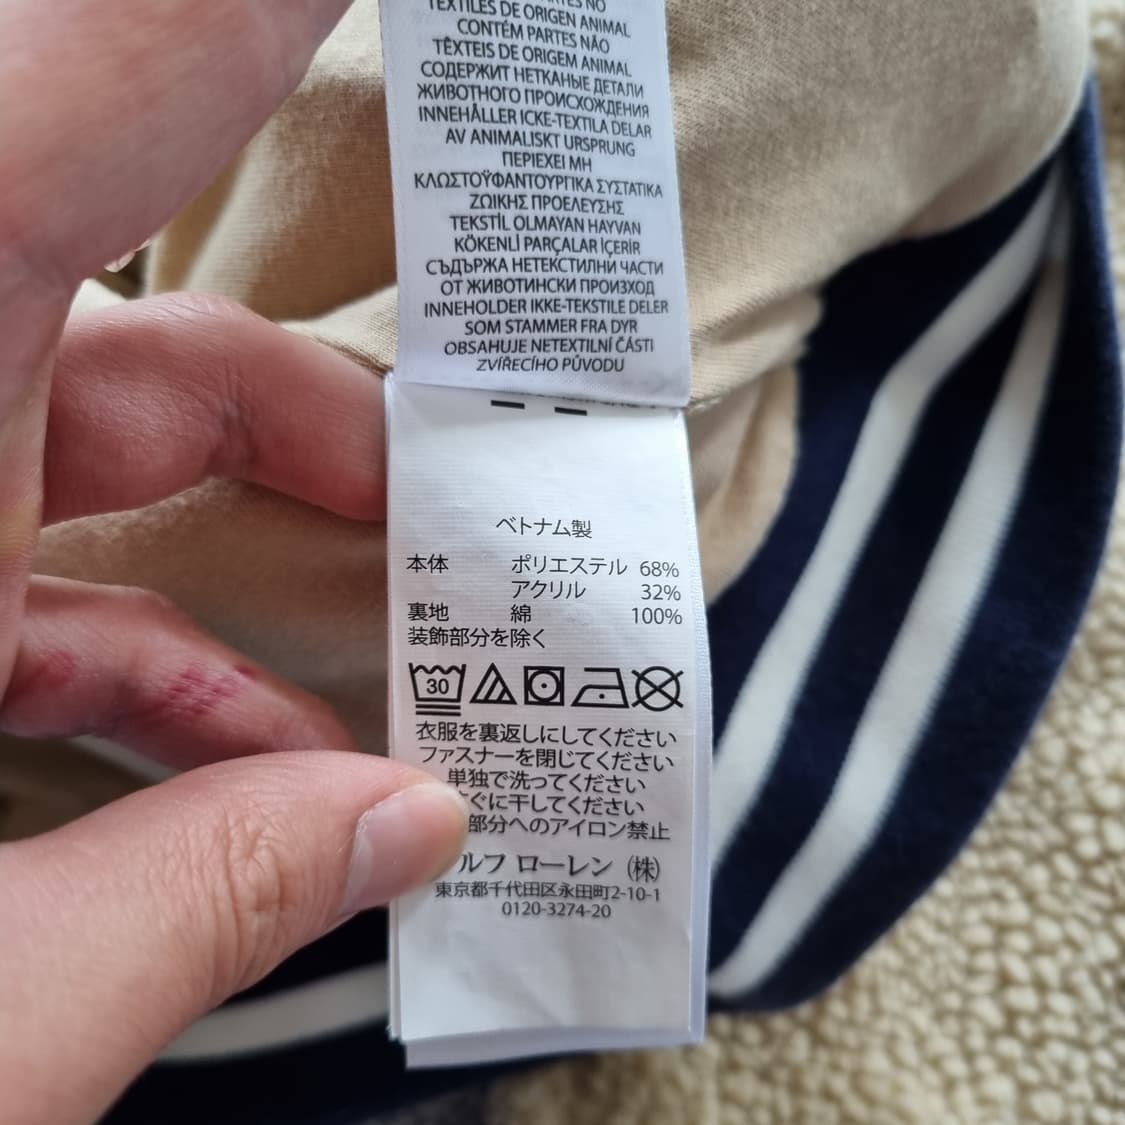 PARTES NO
TEXTILES DE ORIGEN ANIMAL
CONTÉM PARTES NÃO
TÊXTEIS DE ORIGEM ANIMAL
СОДЕРЖИТ НЕТКАНЫЕ ДЕТАЛИ
ЖИВОТНОГО ПРОИСХОЖДЕНИЯ
INNEHÅLLER ICKE-TEXTILA DELAR
AV ANIMALISKT URSPRUNG
ΠΕΡΙΕΧΕΙ ΜΗ
ΚΛΩΣΤΟΫΦΑΝΤΟΥΡΓΙΚΑ ΣΥΣΤΑΤΙΚΑ
ΖΩΙΚΗΣ ΠΡΟΕΛΕΥΣΗΣ
TEKSTİL OLMAYAN HAYVAN
KÖKENLİ PARÇALAR İÇERİR
СЪДЪРЖА НЕТЕКСТИЛНИ ЧАСТИ
ОТ ЖИВОТИНСКИ ПРОИЗХОД
INNEHOLDER IKKE-TEKSTILE DELER
SOM STAMMER FRA DYR
OBSAHUJE NETEXTILNÍ ČÁSTI
ZVÍŘECÍHO PŮVODU
ベトナム製
本体 ポリエステル 68%
アクリル 32%
裏地 綿 100%
装飾部分を除く
30
衣服を裏返しにしてください
ファスナーを閉じてください
単独で洗ってください
ぐに干してください
部分へのアイロン禁止
ルフ ローレン (株)
東京都千代田区永田町2-10-1
0120-3274-20